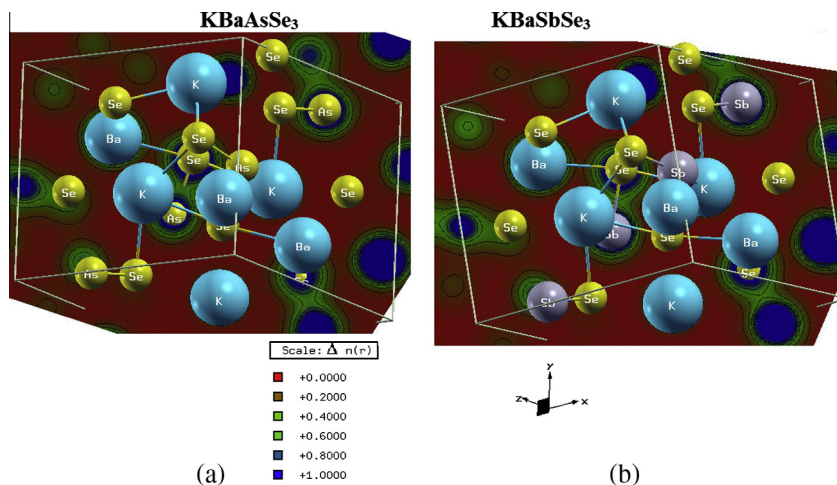 KBaAsSe₃ KBaSbSe₃
Se Se
K K
Se Se As Se Sb
Se Se
Ba Se Ba Se
Se As Se Sb
Se K Ba K Se K Ba K Se
As Se Sb Se
Ba Ba
As Se Se Sb Se Se
K K
Scale: Δ n(r)
+0.0000
+0.2000
+0.4000
+0.6000
+0.8000
+1.0000
Y
Z X
(a) (b)